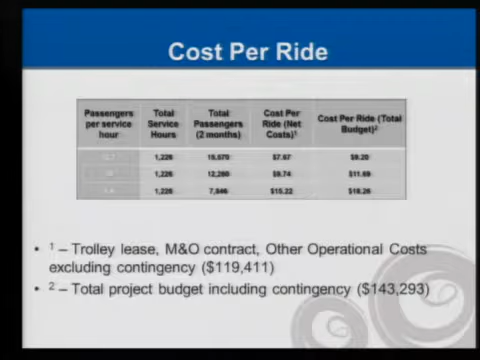 Cost Per Ride
Passengers per service hour
Total Service Hours
Total Passengers (2 months)
Cost Per Ride (Net Costs)¹
Cost Per Ride (Total Budget)²
1,226 15,570 $7.67 $9.20
1,226 12,260 $9.74 $11.69
1,226 7,846 $15.22 $18.26
• ¹ – Trolley lease, M&O contract, Other Operational Costs
excluding contingency ($119,411)
• ² – Total project budget including contingency ($143,293)